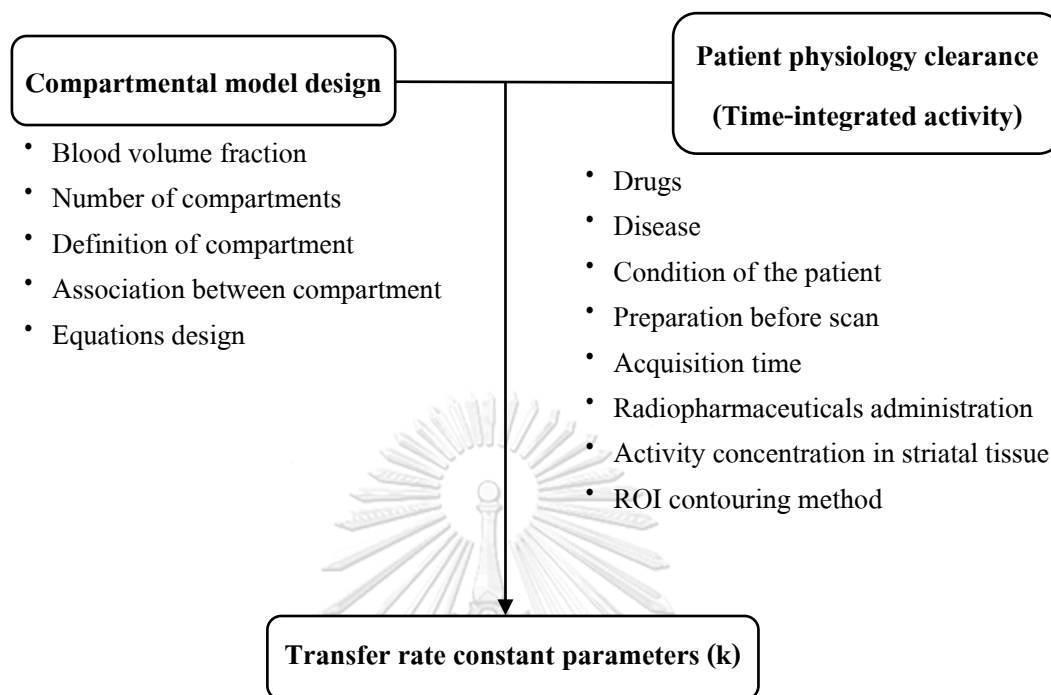 Compartmental model design
• Blood volume fraction
• Number of compartments
• Definition of compartment
• Association between compartment
• Equations design
Patient physiology clearance
(Time-integrated activity)
• Drugs
• Disease
• Condition of the patient
• Preparation before scan
• Acquisition time
• Radiopharmaceuticals administration
• Activity concentration in striatal tissue
• ROI contouring method
Transfer rate constant parameters (k)